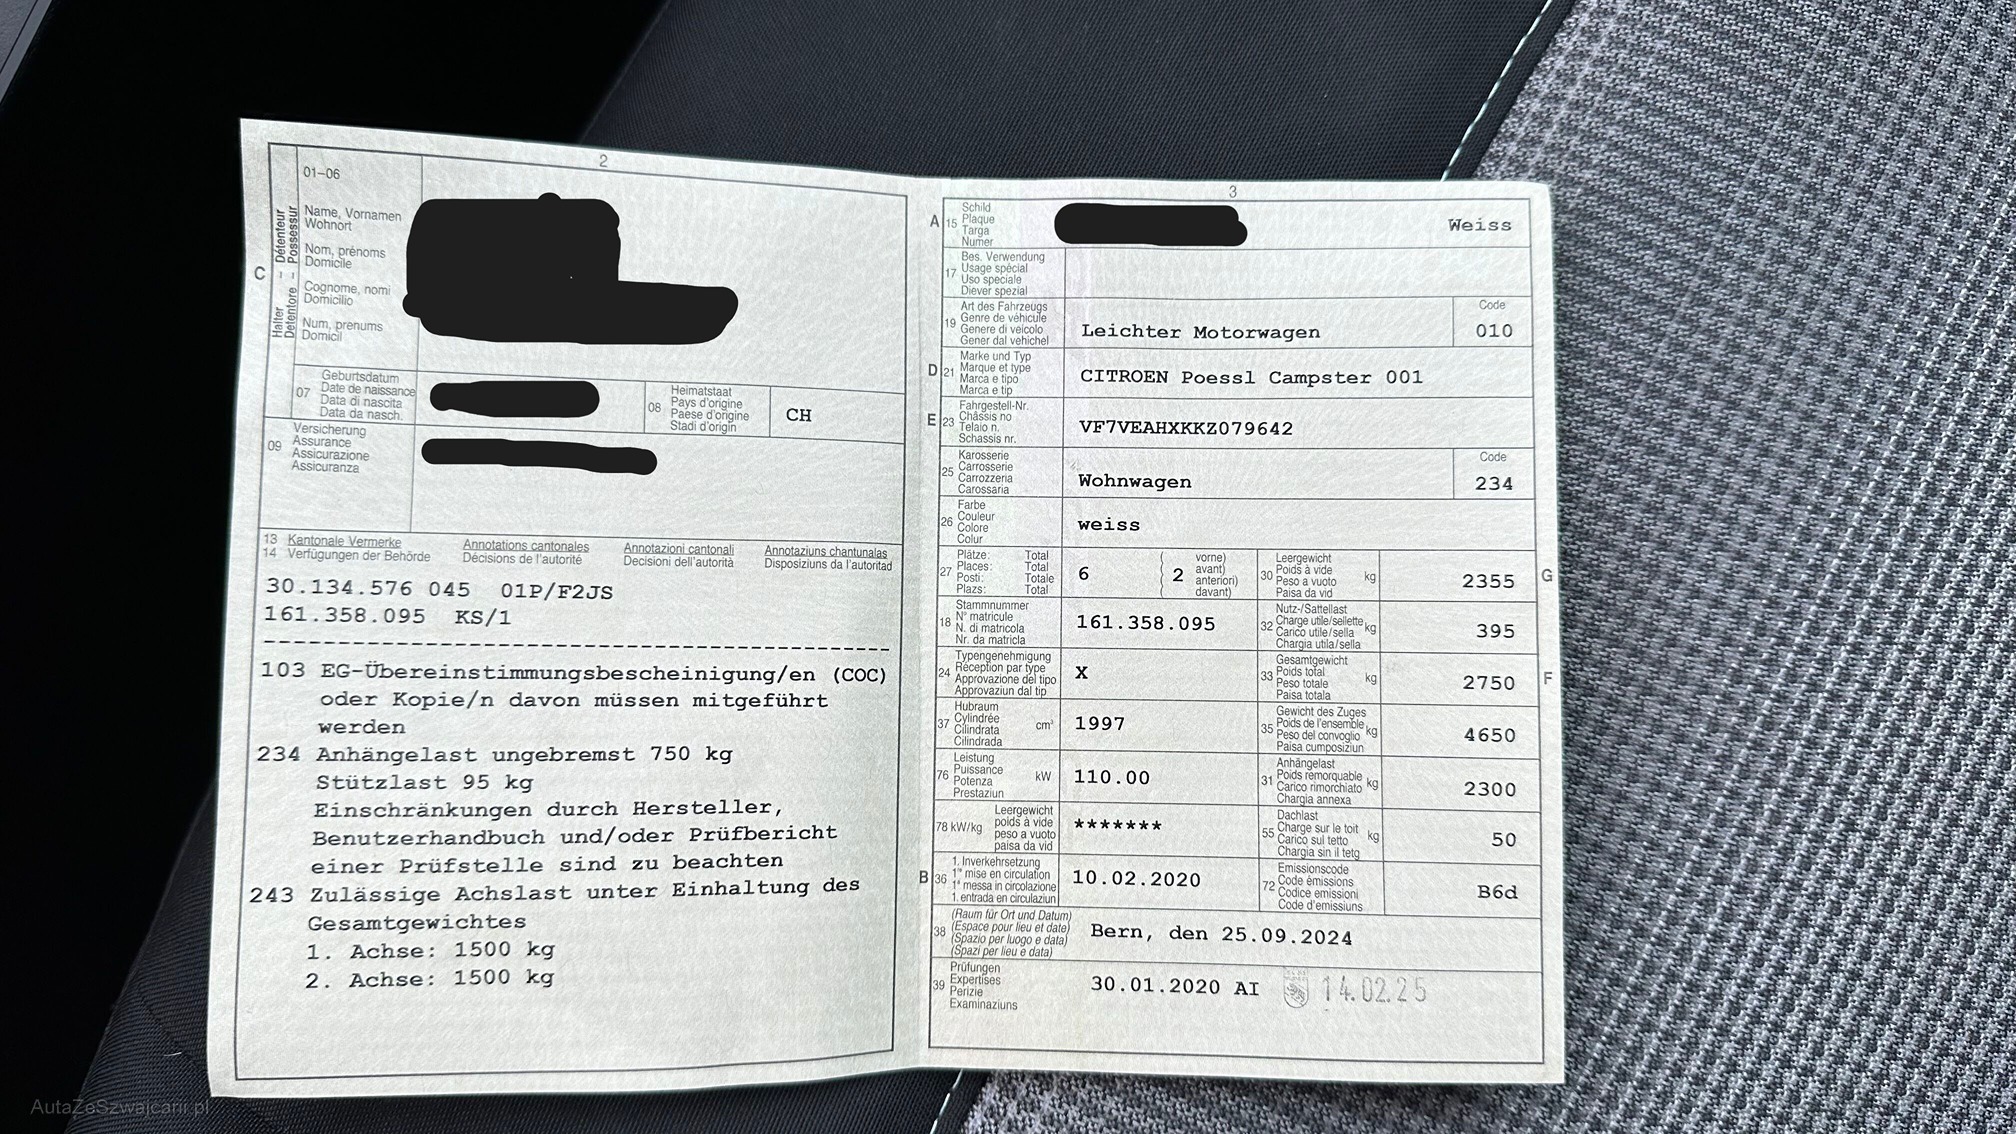 2
01-06
Halter – Détenteur
Detentore – Possessur
C
Name, Vornamen
Wohnort
Nom, prénoms
Domicile
Cognome, nomi
Domicilio
Num, prenums
Domicil
07
Geburtsdatum
Date de naissance
Data di nascita
Data da nasch.
08
Heimatstaat
Pays d'origine
Paese d'origine
Stadi d'origin
CH
09
Versicherung
Assurance
Assicurazione
Assicuranza
13 Kantonale Vermerke Annotations cantonales Annotazioni cantonali Annotaziuns chantunalas
14 Verfügungen der Behörde Décisions de l'autorité Decisioni dell'autorità Disposiziuns da l'autoritad
30.134.576 045 01P/F2JS
161.358.095 KS/1
103 EG-Übereinstimmungsbescheinigung/en (COC)
oder Kopie/n davon müssen mitgeführt
werden
234 Anhängelast ungebremst 750 kg
Stützlast 95 kg
Einschränkungen durch Hersteller,
Benutzerhandbuch und/oder Prüfbericht
einer Prüfstelle sind zu beachten
243 Zulässige Achslast unter Einhaltung des
Gesamtgewichtes
1. Achse: 1500 kg
2. Achse: 1500 kg
3
A 15
Schild
Plaque
Targa
Numer
Weiss
17
Bes. Verwendung
Usage spécial
Uso speciale
Diever spezial
19
Art des Fahrzeugs
Genre de véhicule
Genere di veicolo
Gener dal vehichel
Leichter Motorwagen
Code
010
D 21
Marke und Typ
Marque et type
Marca e tipo
Marca e tip
CITROEN Poessl Campster 001
E 23
Fahrgestell-Nr.
Châssis no
Telaio n.
Schassis nr.
VF7VEAHXKKZ079642
25
Karosserie
Carrosserie
Carrozzeria
Carossaria
Wohnwagen
Code
234
26
Farbe
Couleur
Colore
Colur
weiss
27
Plätze: Total
Places: Total
Posti: Totale
Plazs: Total
6
( 2
vorne)
avant)
anteriori)
davant)
30
Leergewicht
Poids à vide
Peso a vuoto
Paisa da vid
kg
2355
G
18
Stammnummer
N° matricule
N. di matricola
Nr. da matricla
161.358.095
32
Nutz-/Sattellast
Charge utile/sellette
Carico utile/sella
Chargia utila/sella
kg
395
24
Typengenehmigung
Réception par type
Approvazione del tipo
Approvaziun dal tip
X
33
Gesamtgewicht
Poids total
Peso totale
Paisa totala
kg
2750
F
37
Hubraum
Cylindrée
Cilindrata
Cilindrada
cm³
1997
35
Gewicht des Zuges
Poids de l'ensemble
Peso del convoglio
Paisa cumposiziun
kg
4650
76
Leistung
Puissance
Potenza
Prestaziun
kW
110.00
31
Anhängelast
Poids remorquable
Carico rimorchiato
Chargia annexa
kg
2300
78 kW/kg
Leergewicht
poids à vide
peso a vuoto
paisa da vid
*******
55
Dachlast
Charge sur le toit
Carico sul tetto
Chargia sin il tetg
kg
50
B 36
1. Inverkehrsetzung
1re mise en circulation
1a messa in circolazione
1. entrada en circulaziun
10.02.2020
72
Emissionscode
Code émissions
Codice emissioni
Code d'emissiuns
B6d
38
(Raum für Ort und Datum)
(Espace pour lieu et date)
(Spazio per luogo e data)
(Spazi per lieu e data)
Bern, den 25.09.2024
39
Prüfungen
Expertises
Perizie
Examinaziuns
30.01.2020 AI
14.02.25
AutaZeSzwajcarii.pl